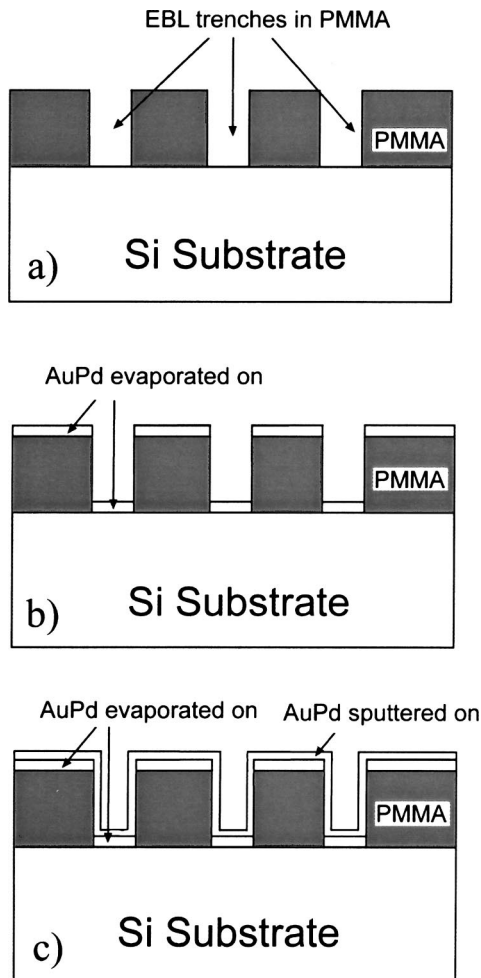 EBL trenches in PMMA
PMMA
Si Substrate
a)
AuPd evaporated on
PMMA
Si Substrate
b)
AuPd evaporated on
AuPd sputtered on
PMMA
Si Substrate
c)